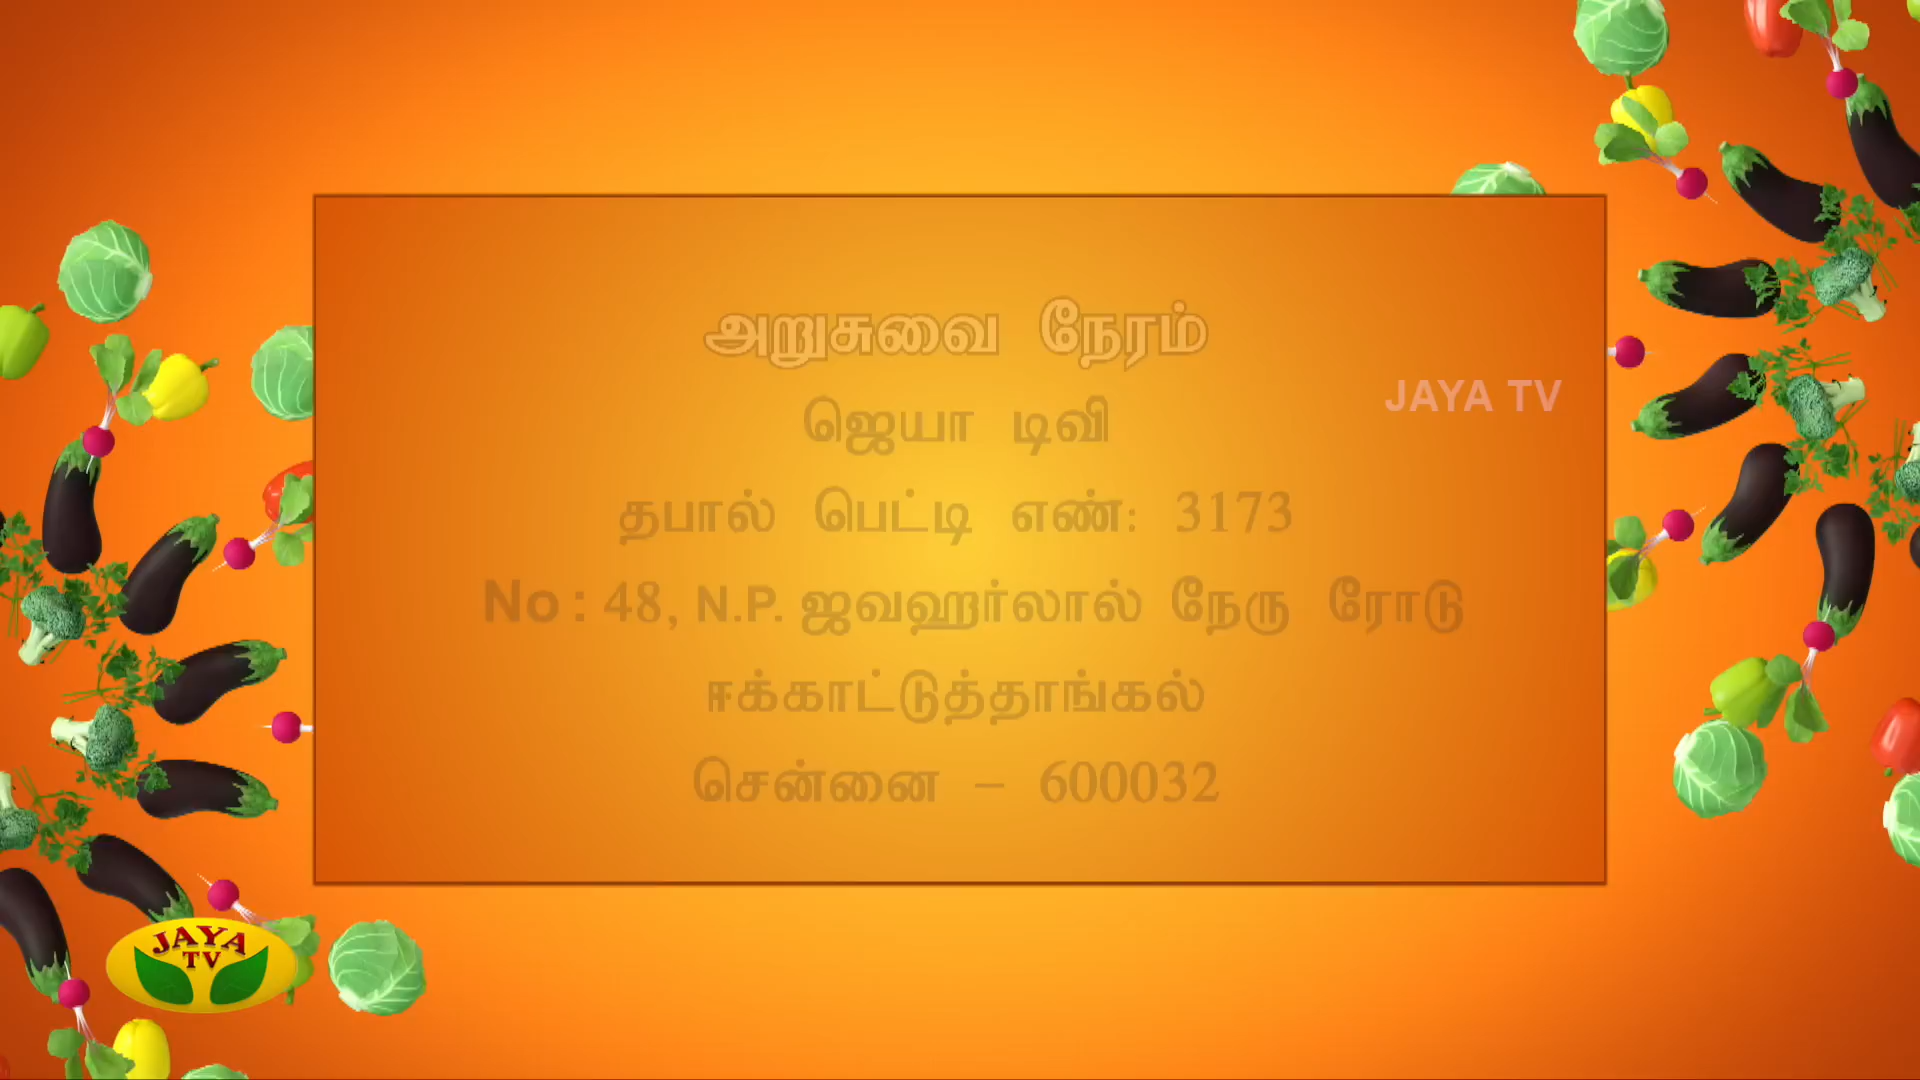 அறுசுவை நேரம்
JAYA TV
ஜெயா டிவி
தபால் பெட்டி எண்: 3173
No : 48, N.P. ஜவஹர்லால் நேரு ரோடு
ஈக்காட்டுத்தாங்கல்
சென்னை – 600032
JAYA
TV